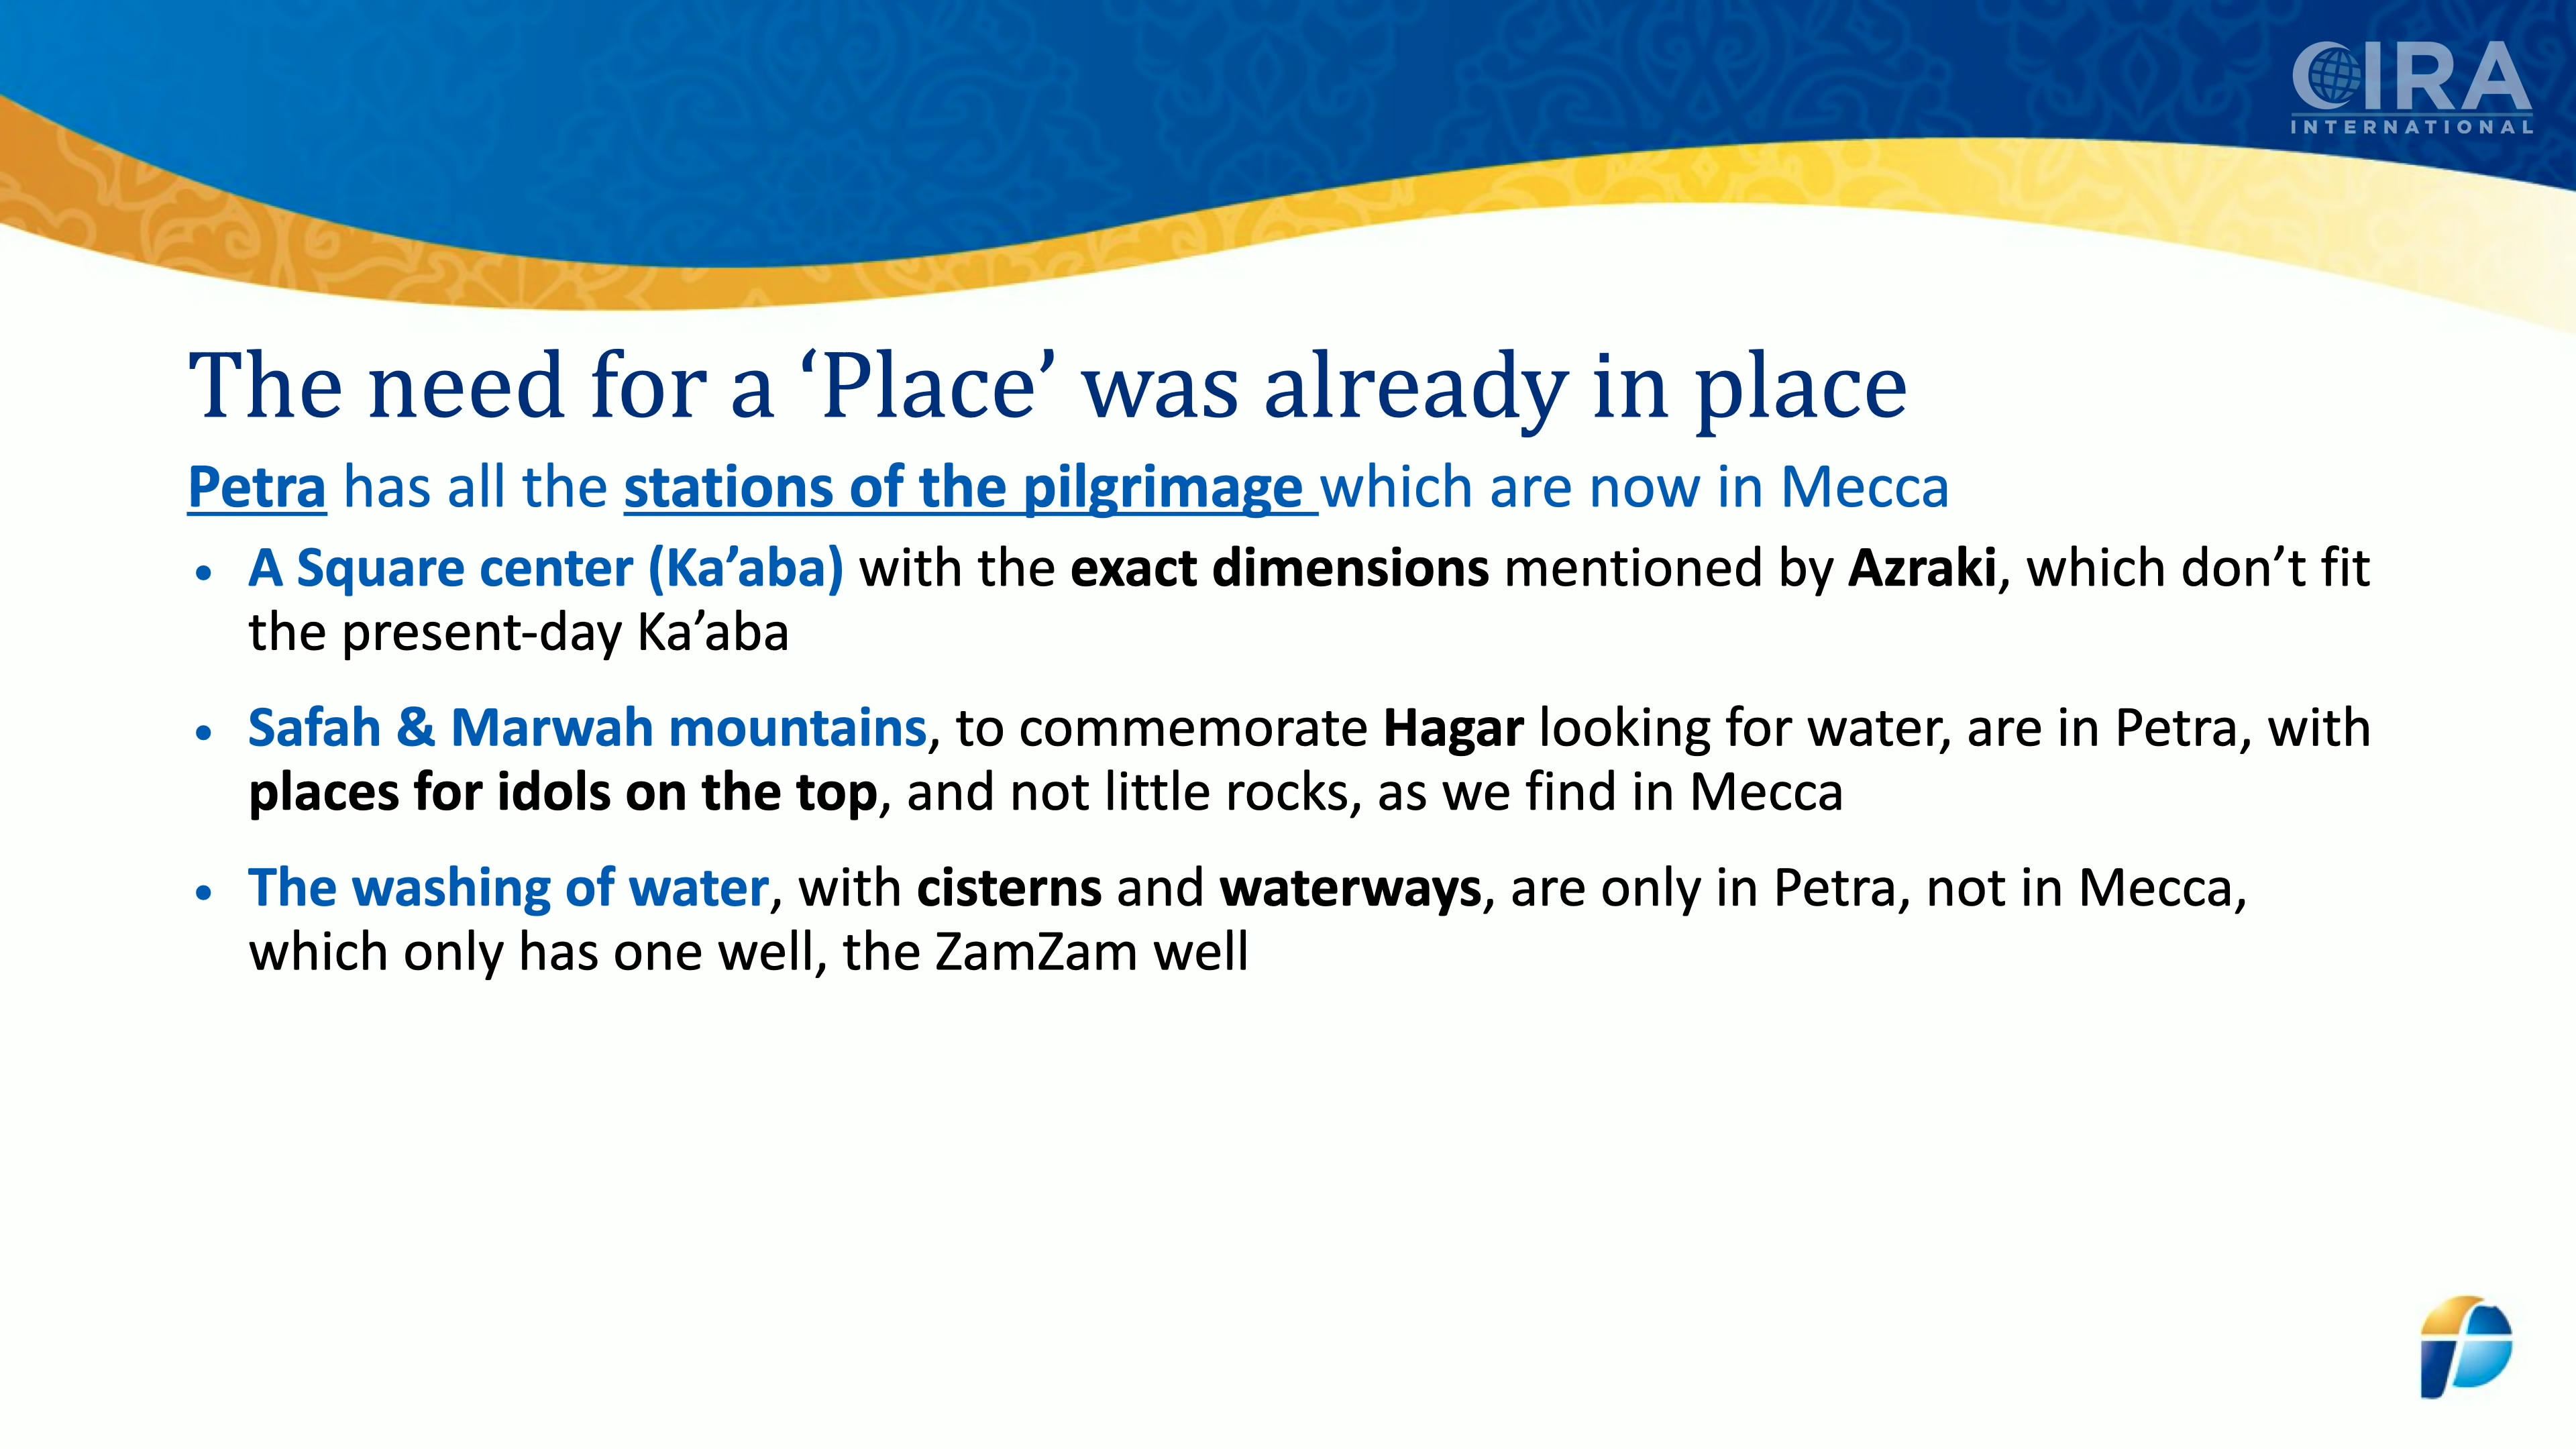 CIRA
INTERNATIONAL
The need for a ‘Place’ was already in place
Petra has all the stations of the pilgrimage which are now in Mecca
• A Square center (Ka’aba) with the exact dimensions mentioned by Azraki, which don’t fit
the present-day Ka’aba
• Safah & Marwah mountains, to commemorate Hagar looking for water, are in Petra, with
places for idols on the top, and not little rocks, as we find in Mecca
• The washing of water, with cisterns and waterways, are only in Petra, not in Mecca,
which only has one well, the ZamZam well